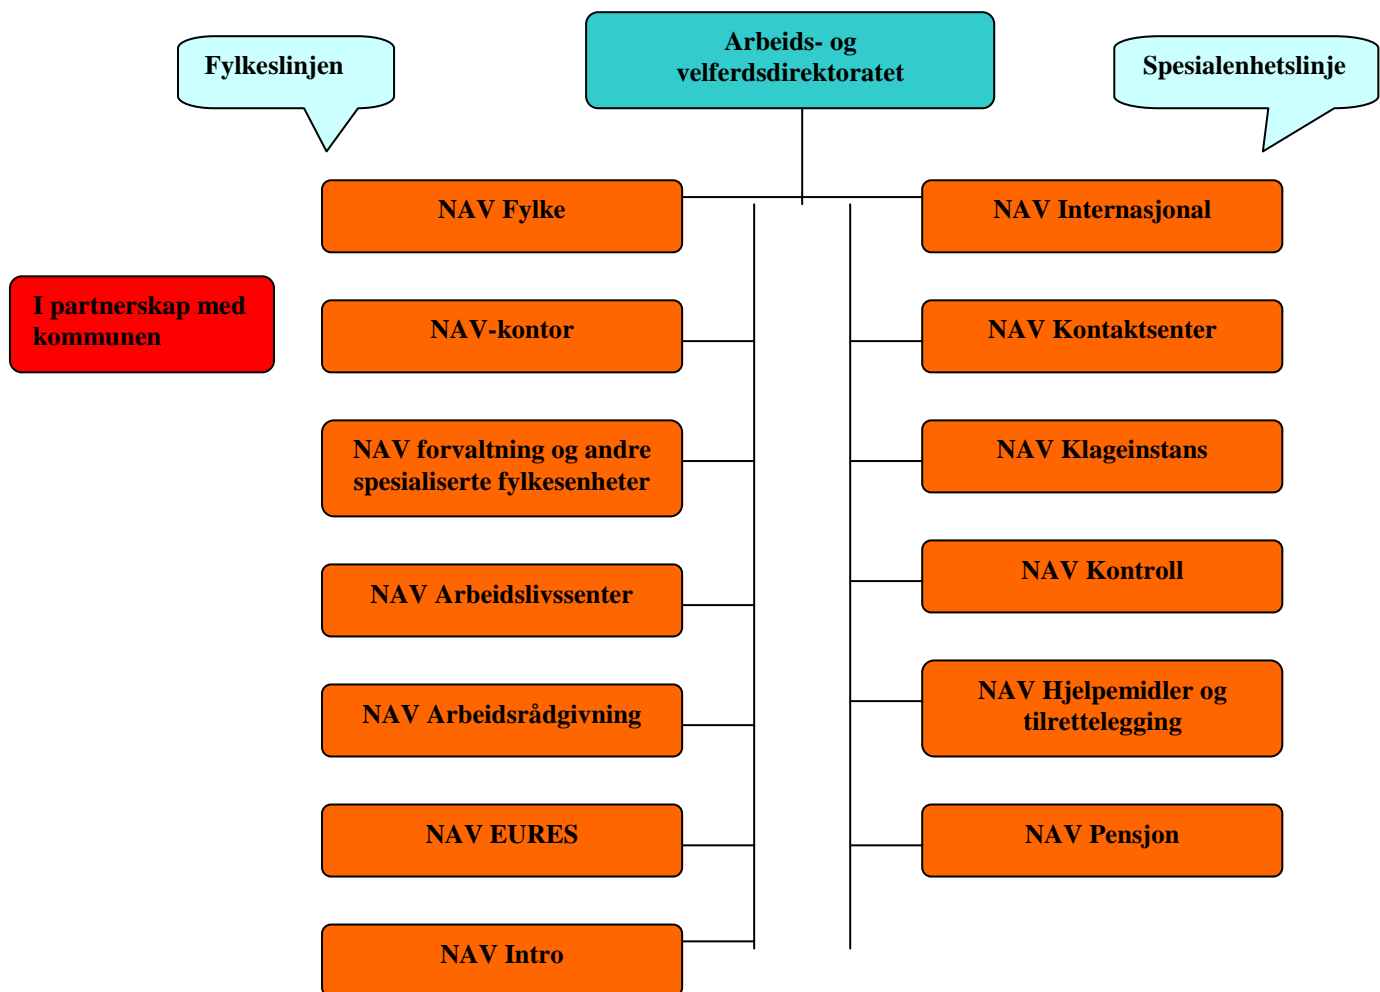 Fylkeslinjen
Arbeids- og
velferdsdirektoratet
Spesialenhetslinje
NAV Fylke
NAV Internasjonal
I partnerskap med
kommunen
NAV-kontor
NAV Kontaktsenter
NAV forvaltning og andre
spesialiserte fylkesenheter
NAV Klageinstans
NAV Arbeidslivssenter
NAV Kontroll
NAV Arbeidsrådgivning
NAV Hjelpemidler og
tilrettelegging
NAV EURES
NAV Pensjon
NAV Intro